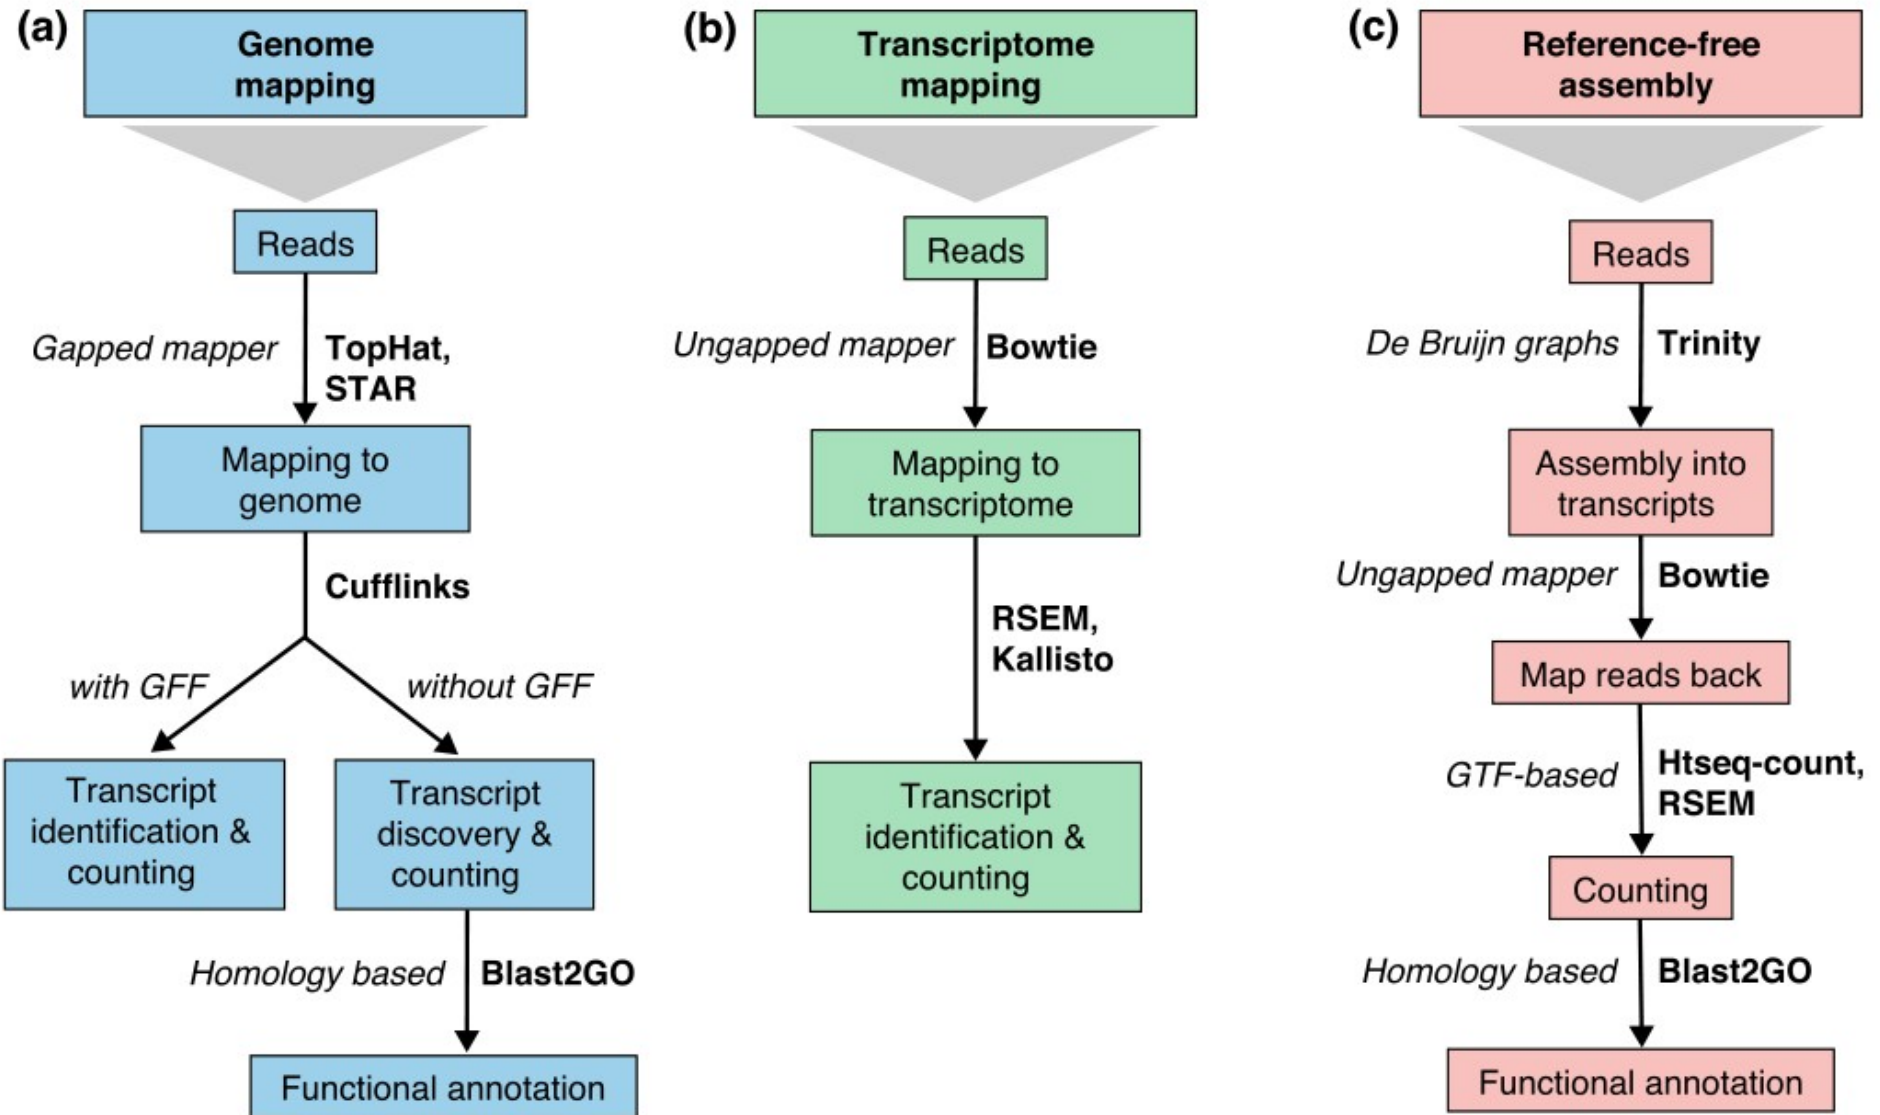 (a)
Genome
mapping
Reads
Gapped mapper
TopHat,
STAR
Mapping to
genome
Cufflinks
with GFF
without GFF
Transcript
identification &
counting
Transcript
discovery &
counting
Homology based
Blast2GO
Functional annotation
(b)
Transcriptome
mapping
Reads
Ungapped mapper
Bowtie
Mapping to
transcriptome
RSEM,
Kallisto
Transcript
identification &
counting
(c)
Reference-free
assembly
Reads
De Bruijn graphs
Trinity
Assembly into
transcripts
Ungapped mapper
Bowtie
Map reads back
GTF-based
Htseq-count,
RSEM
Counting
Homology based
Blast2GO
Functional annotation